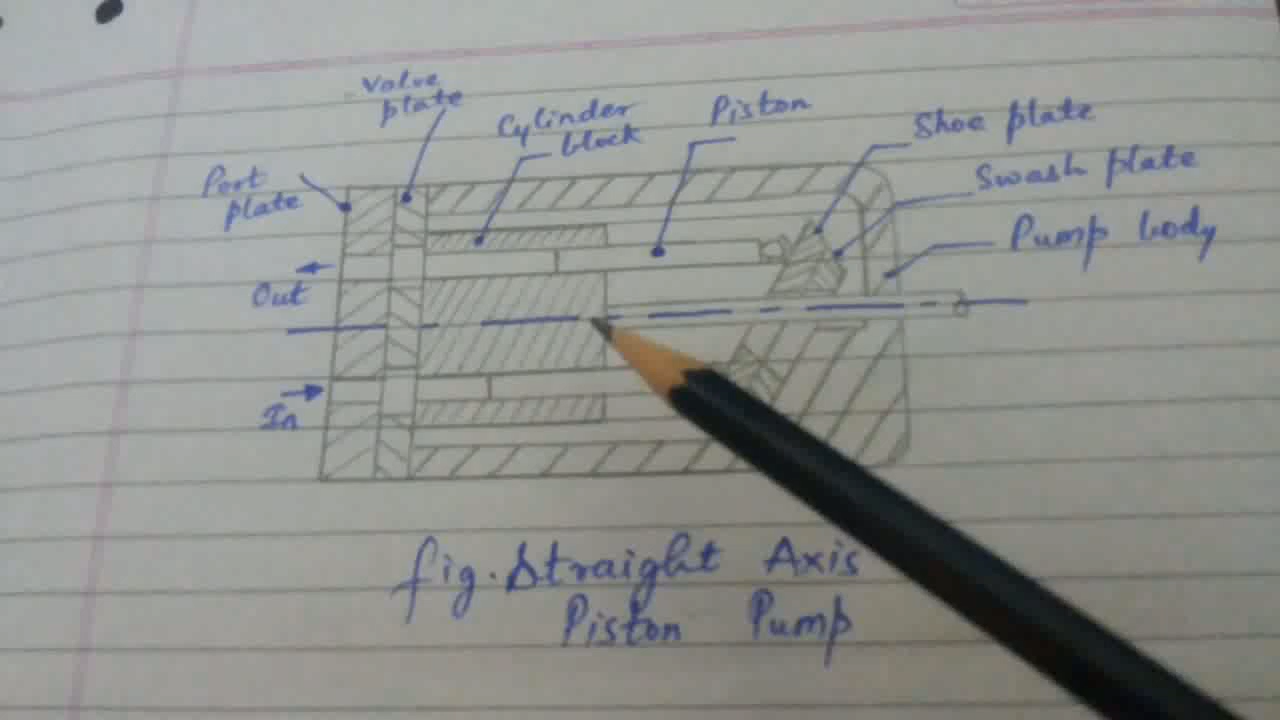 Valve
plate
Cylinder
block
Piston
Shoe plate
Swash plate
Port
plate
Pump body
Out
In
fig. Straight Axis
Piston Pump